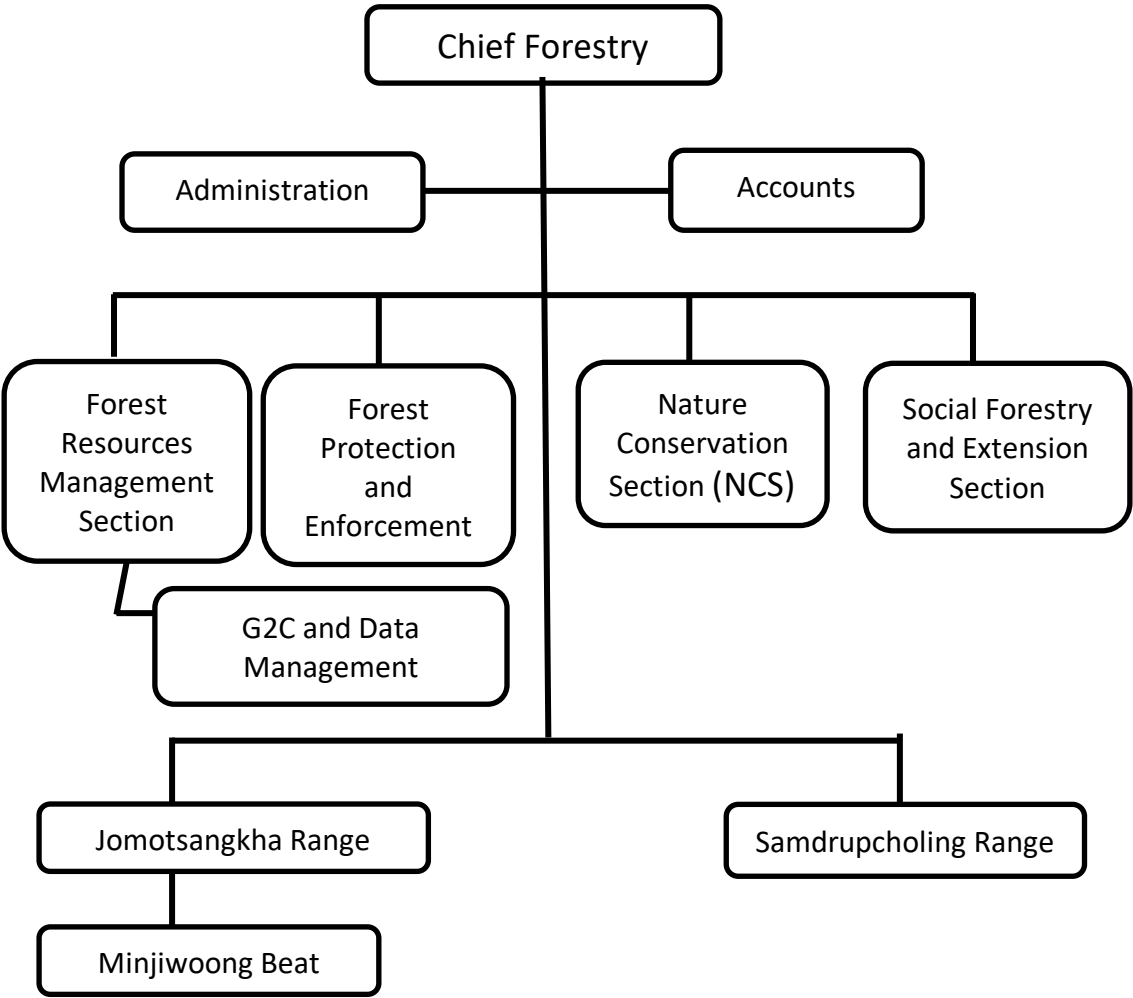 Chief Forestry
Administration
Accounts
Forest
Resources
Management
Section
Forest
Protection
and
Enforcement
Nature
Conservation
Section (NCS)
Social Forestry
and Extension
Section
G2C and Data
Management
Jomotsangkha Range
Samdrupcholing Range
Minjiwoong Beat